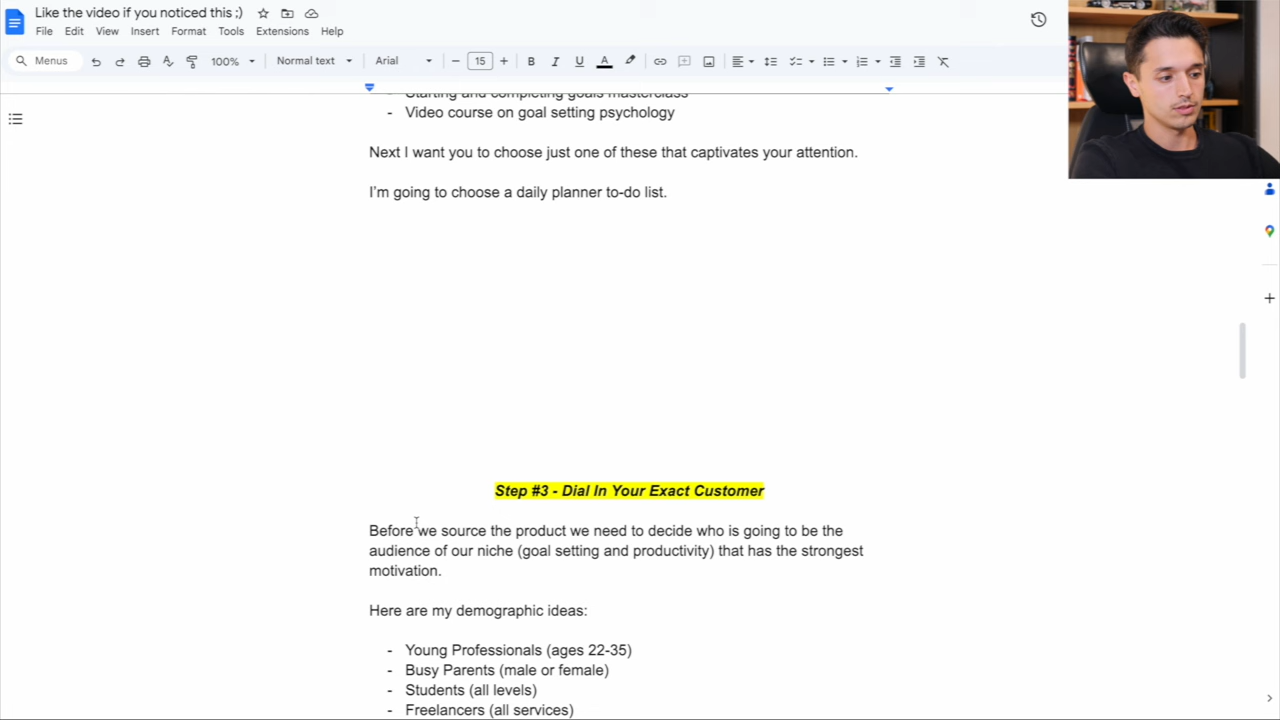 Like the video if you noticed this ;)
File Edit View Insert Format Tools Extensions Help
Menus 100% Normal text Arial 15 B I U A
- Starting and completing goals masterclass
- Video course on goal setting psychology
Next I want you to choose just one of these that captivates your attention.
I'm going to choose a daily planner to-do list.
Step #3 - Dial In Your Exact Customer
Before we source the product we need to decide who is going to be the
audience of our niche (goal setting and productivity) that has the strongest
motivation.
Here are my demographic ideas:
- Young Professionals (ages 22-35)
- Busy Parents (male or female)
- Students (all levels)
- Freelancers (all services)